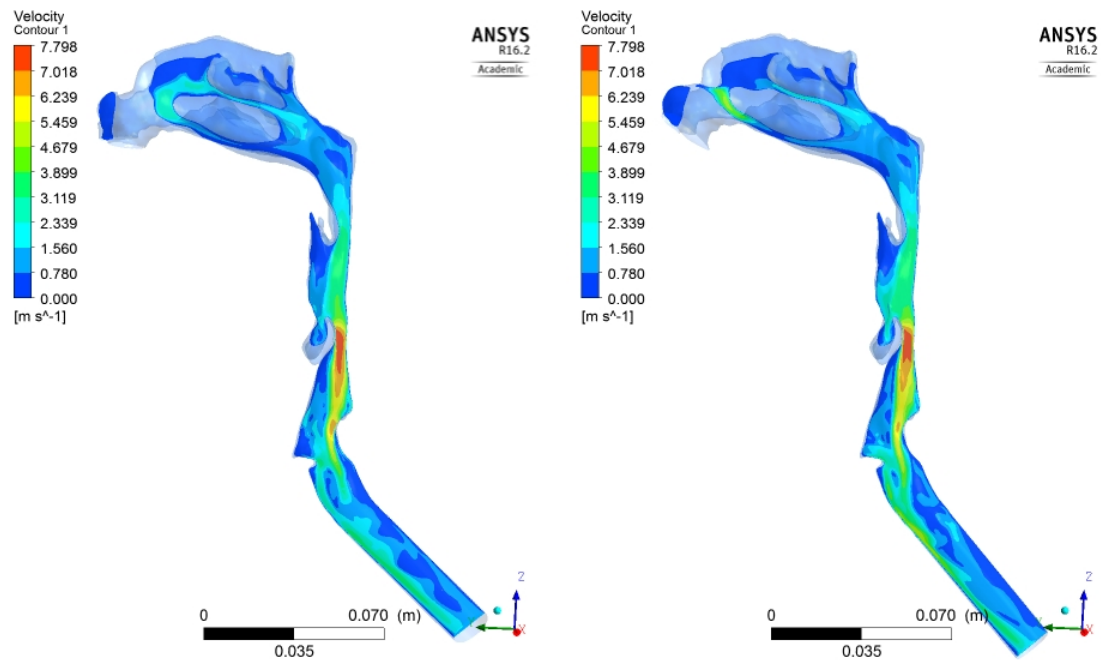 Velocity
Contour 1
7.798
7.018
6.239
5.459
4.679
3.899
3.119
2.339
1.560
0.780
0.000
[m s^-1]
ANSYS
R16.2
Academic
0 0.070 (m)
0.035
Z
X
Velocity
Contour 1
7.798
7.018
6.239
5.459
4.679
3.899
3.119
2.339
1.560
0.780
0.000
[m s^-1]
ANSYS
R16.2
Academic
0 0.070 (m)
0.035
Z
X